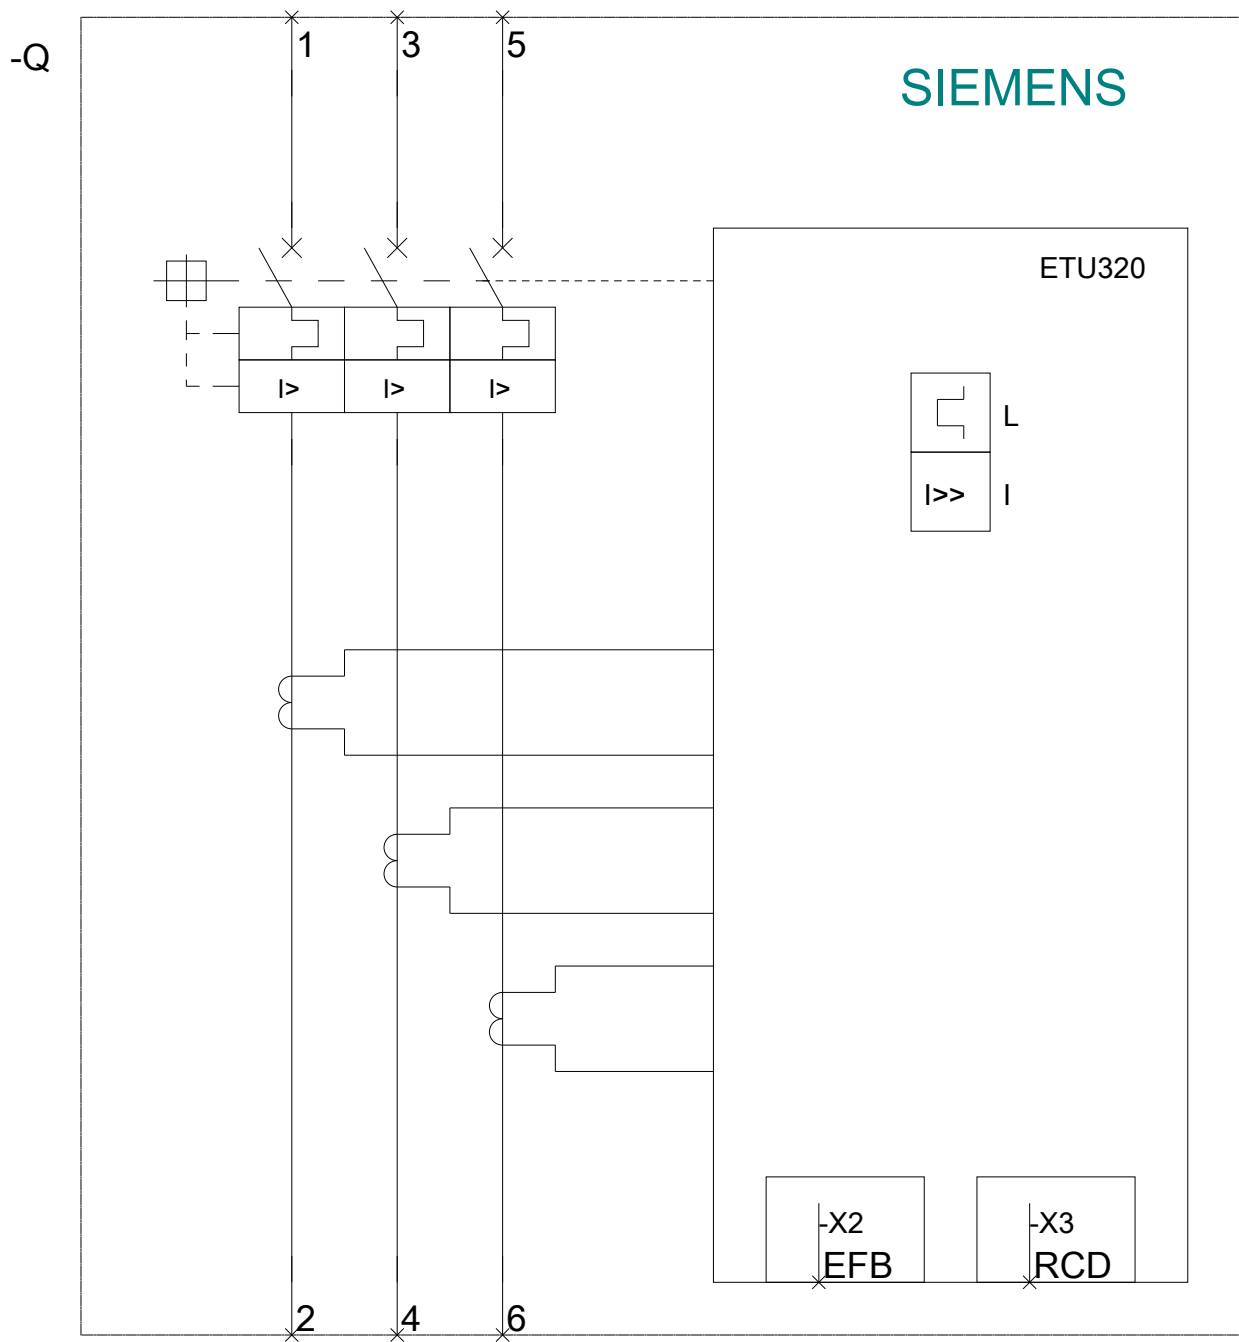 1 3 5
-Q
SIEMENS
ETU320
L
I> I> I>
I>> I
-X2 -X3
EFB RCD
2 4 6